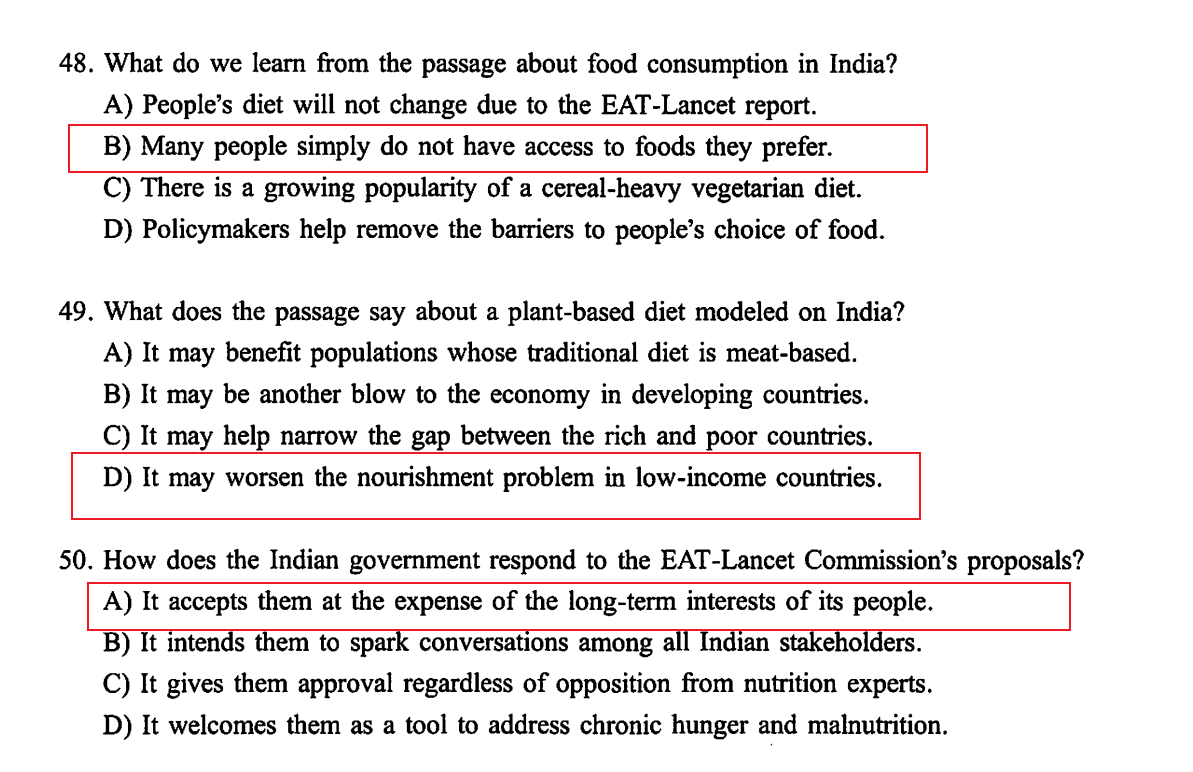 48. What do we learn from the passage about food consumption in India?
A) People’s diet will not change due to the EAT-Lancet report.
B) Many people simply do not have access to foods they prefer.
C) There is a growing popularity of a cereal-heavy vegetarian diet.
D) Policymakers help remove the barriers to people’s choice of food.
49. What does the passage say about a plant-based diet modeled on India?
A) It may benefit populations whose traditional diet is meat-based.
B) It may be another blow to the economy in developing countries.
C) It may help narrow the gap between the rich and poor countries.
D) It may worsen the nourishment problem in low-income countries.
50. How does the Indian government respond to the EAT-Lancet Commission’s proposals?
A) It accepts them at the expense of the long-term interests of its people.
B) It intends them to spark conversations among all Indian stakeholders.
C) It gives them approval regardless of opposition from nutrition experts.
D) It welcomes them as a tool to address chronic hunger and malnutrition.